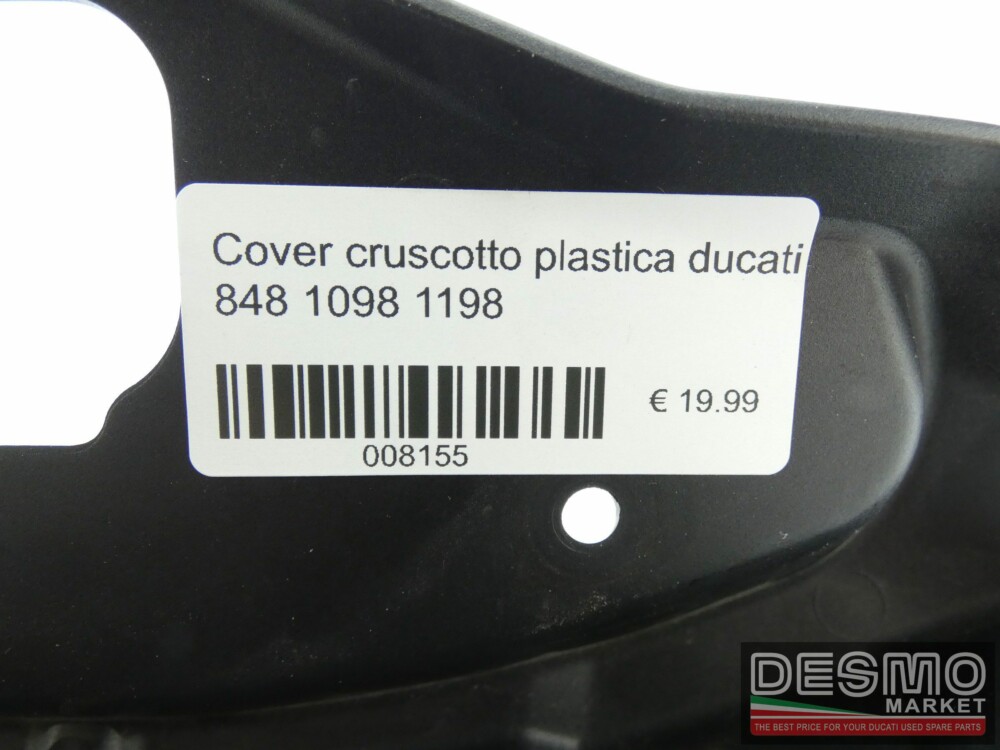 Cover cruscotto plastica ducati
848 1098 1198
€ 19.99
008155
DESMO
MARKET
THE BEST PRICE FOR YOUR DUCATI USED SPARE PARTS